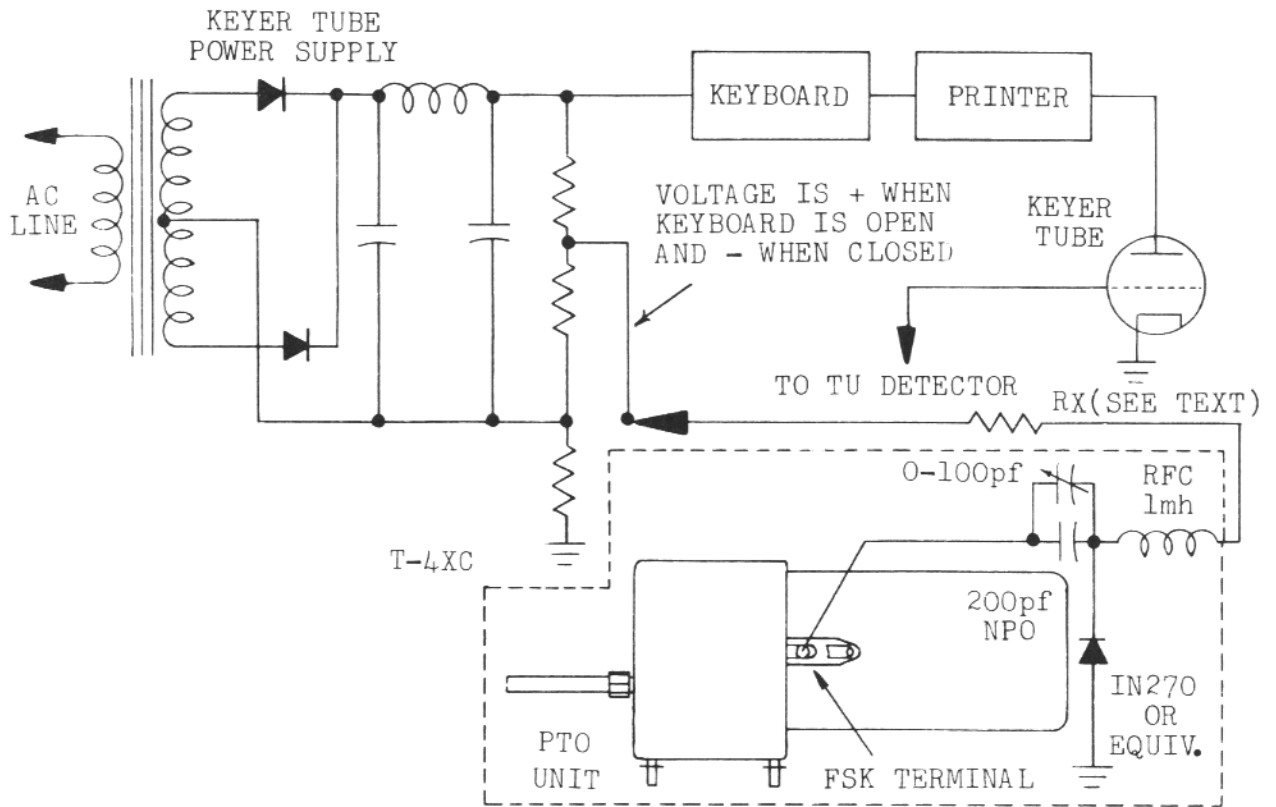 KEYER TUBE
POWER SUPPLY
KEYBOARD
PRINTER
AC
LINE
VOLTAGE IS + WHEN
KEYBOARD IS OPEN
AND - WHEN CLOSED
KEYER
TUBE
TO TU DETECTOR
RX(SEE TEXT)
0-100pf
RFC
1mh
T-4XC
200pf
NPO
IN270
OR
EQUIV.
PTO
UNIT
FSK TERMINAL